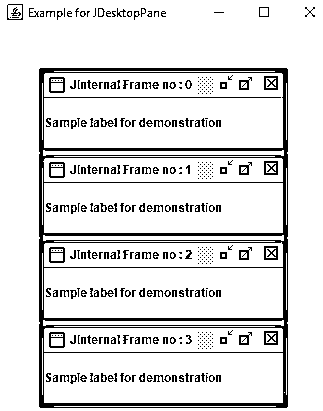 Example for JDesktopPane
JInternal Frame no : 0
Sample label for demonstration
JInternal Frame no : 1
Sample label for demonstration
JInternal Frame no : 2
Sample label for demonstration
JInternal Frame no : 3
Sample label for demonstration